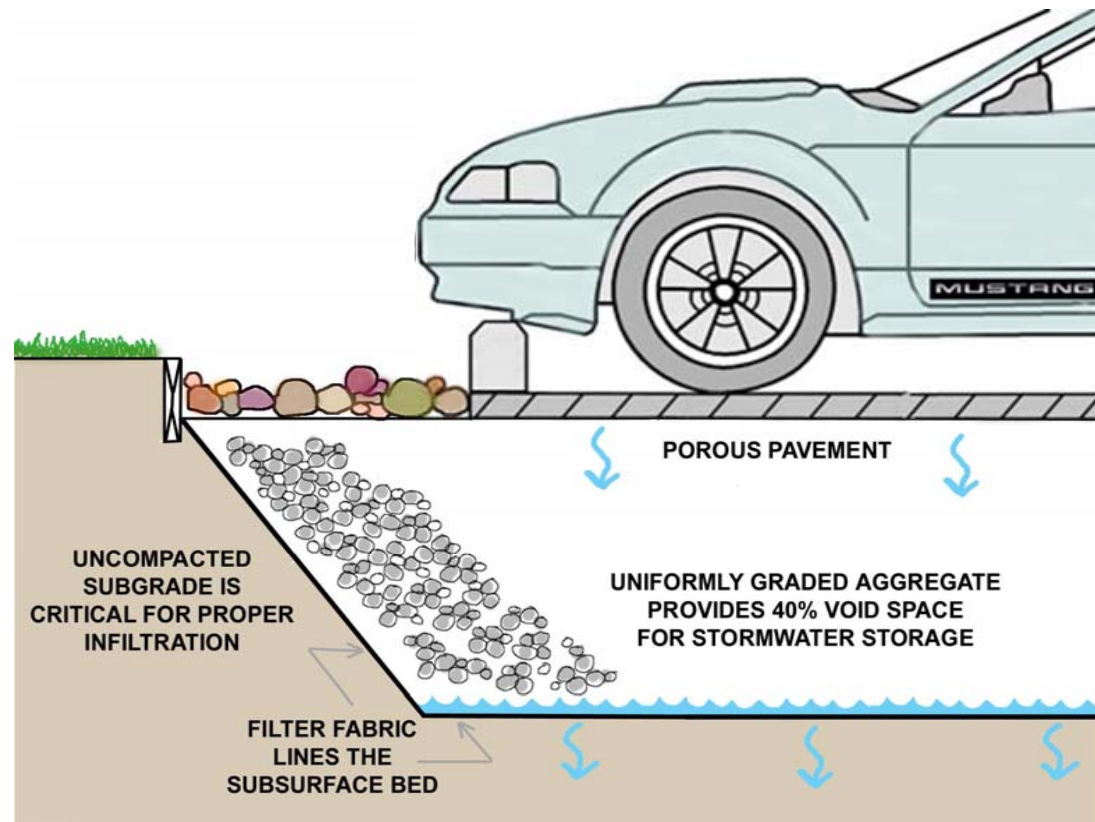 MUSTANG
POROUS PAVEMENT
UNCOMPACTED
SUBGRADE IS
CRITICAL FOR PROPER
INFILTRATION
UNIFORMLY GRADED AGGREGATE
PROVIDES 40% VOID SPACE
FOR STORMWATER STORAGE
FILTER FABRIC
LINES THE
SUBSURFACE BED